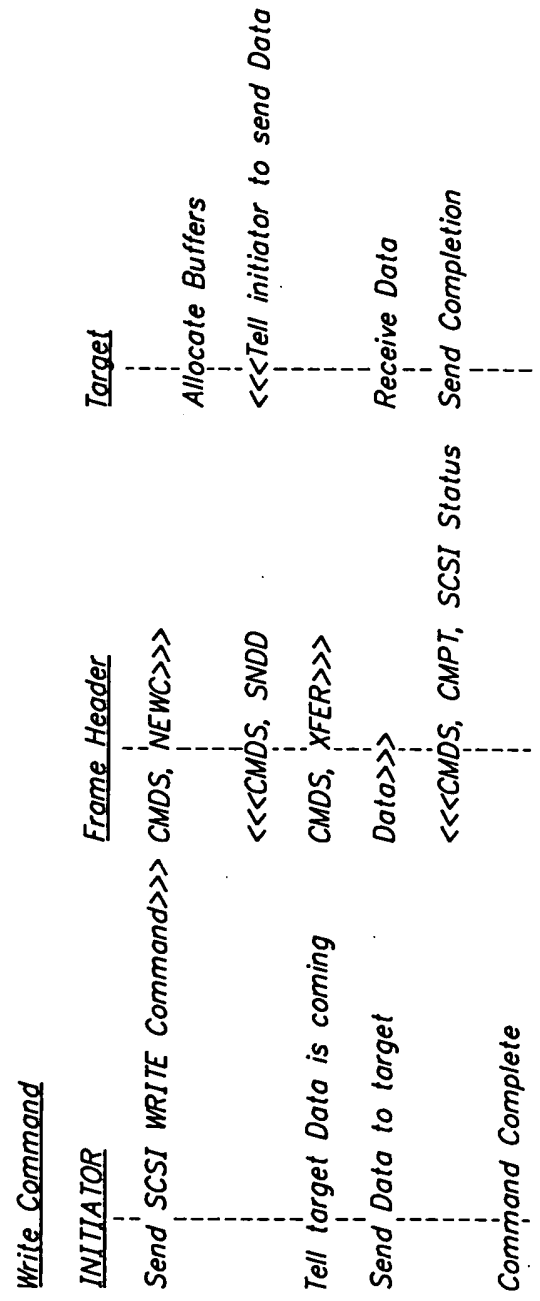 Write Command
INITIATOR Frame Header Target
Send SCSI WRITE Command>>> CMDS, NEWC>>>
Allocate Buffers
<<<CMDS, SNDD <<<Tell initiator to send Data
Tell target Data is coming CMDS, XFER>>>
Send Data to target Data>>> Receive Data
<<<CMDS, CMPT, SCSI Status Send Completion
Command Complete